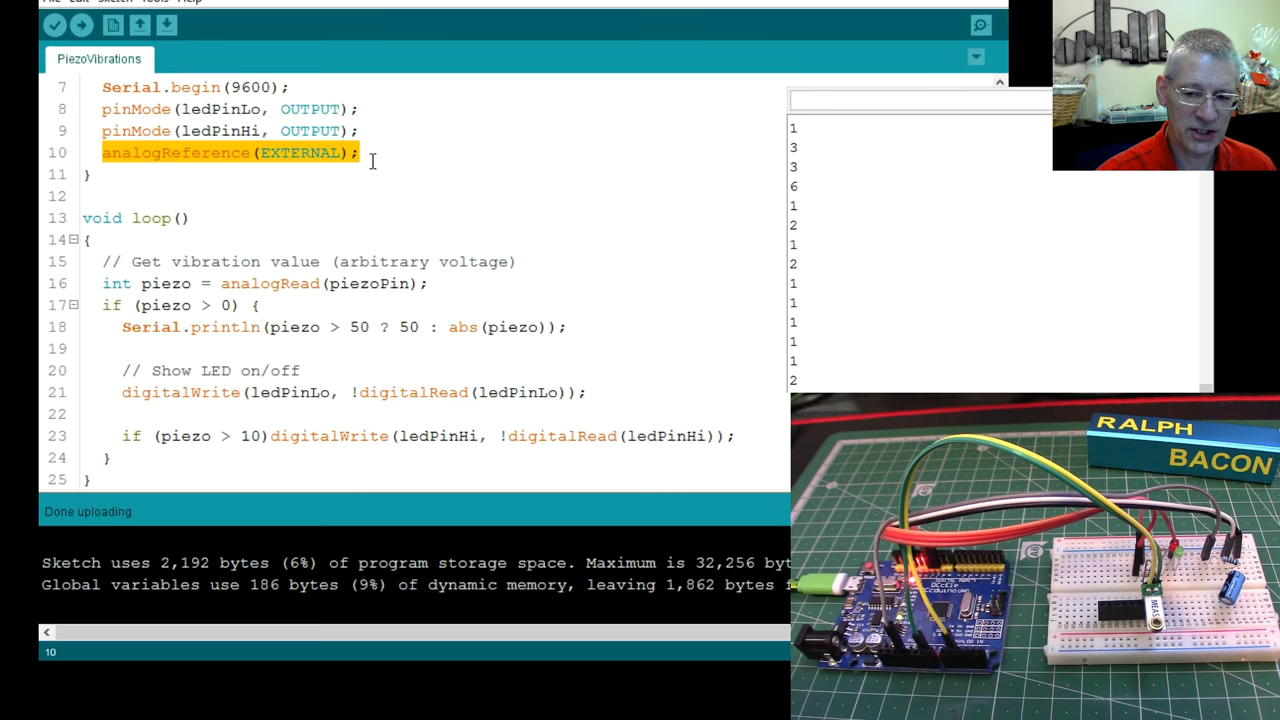 PiezoVibrations
7 Serial.begin(9600);
8 pinMode(ledPinLo, OUTPUT);
9 pinMode(ledPinHi, OUTPUT);
10 analogReference(EXTERNAL);
11 }
12
13 void loop()
14 {
15 // Get vibration value (arbitrary voltage)
16 int piezo = analogRead(piezoPin);
17 if (piezo > 0) {
18 Serial.println(piezo > 50 ? 50 : abs(piezo));
19
20 // Show LED on/off
21 digitalWrite(ledPinLo, !digitalRead(ledPinLo));
22
23 if (piezo > 10)digitalWrite(ledPinHi, !digitalRead(ledPinHi));
24 }
25 }
Done uploading.
Sketch uses 2,192 bytes (6%) of program storage space. Maximum is 32,256 byt
Global variables use 186 bytes (9%) of dynamic memory, leaving 1,862 bytes
10
1
3
3
6
1
2
1
2
1
1
1
1
1
2
RALPH
BACON
MEAS